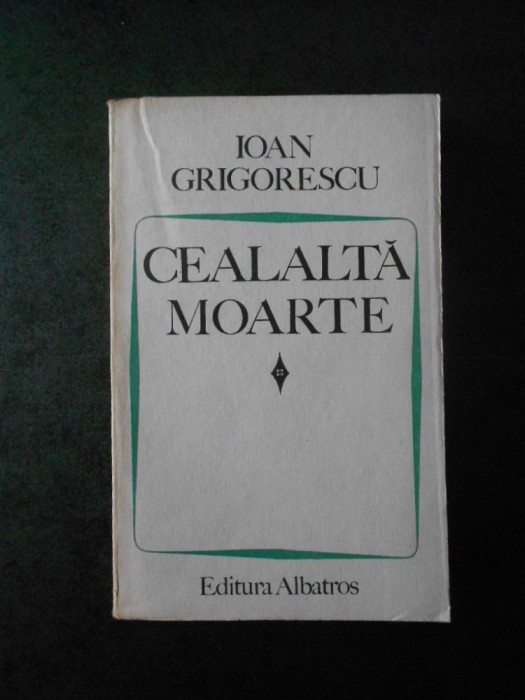 IOAN
GRIGORESCU
CEALALTĂ
MOARTE
Editura Albatros